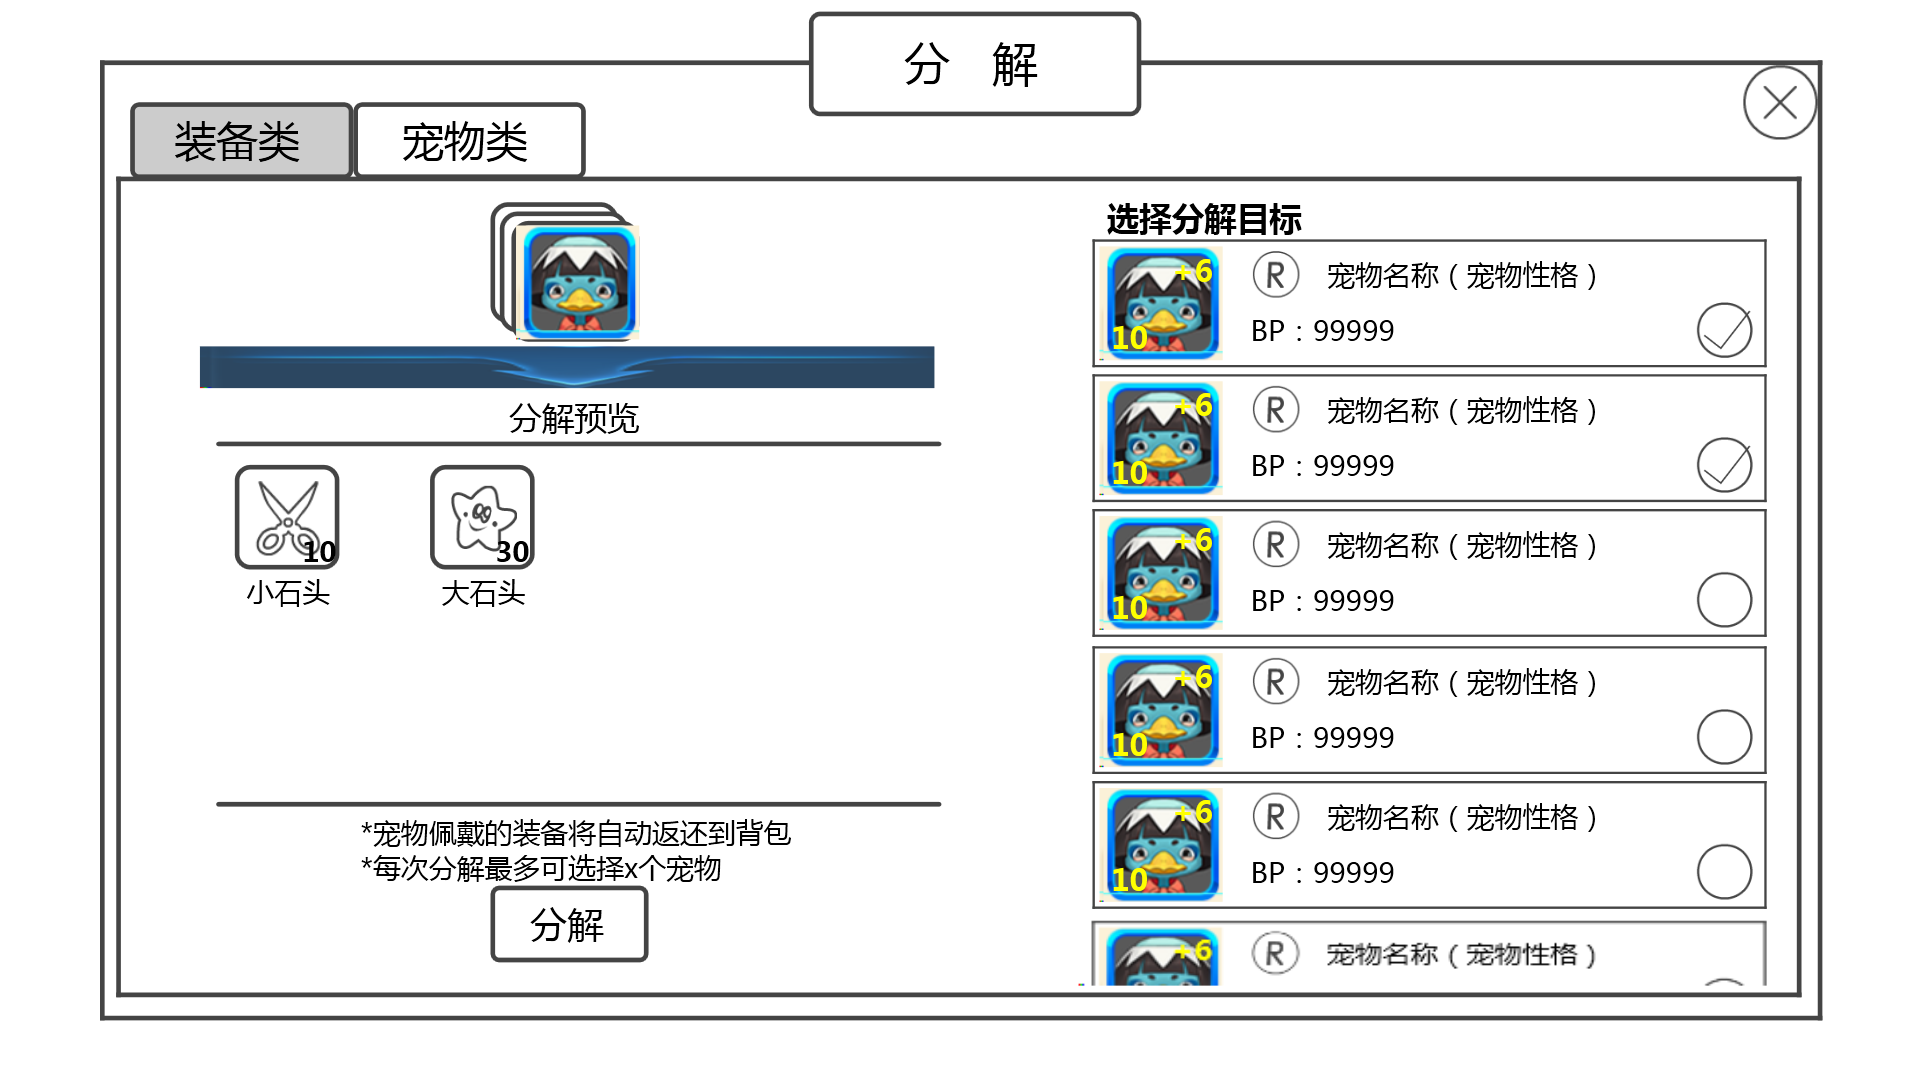 分 解
装备类
宠物类
分解预览
10
30
小石头
大石头
*宠物佩戴的装备将自动返还到背包
*每次分解最多可选择x个宠物
分解
选择分解目标
+6
10
R 宠物名称（宠物性格）
BP：99999
+6
10
R 宠物名称（宠物性格）
BP：99999
+6
10
R 宠物名称（宠物性格）
BP：99999
+6
10
R 宠物名称（宠物性格）
BP：99999
+6
10
R 宠物名称（宠物性格）
BP：99999
+6
R 宠物名称（宠物性格）